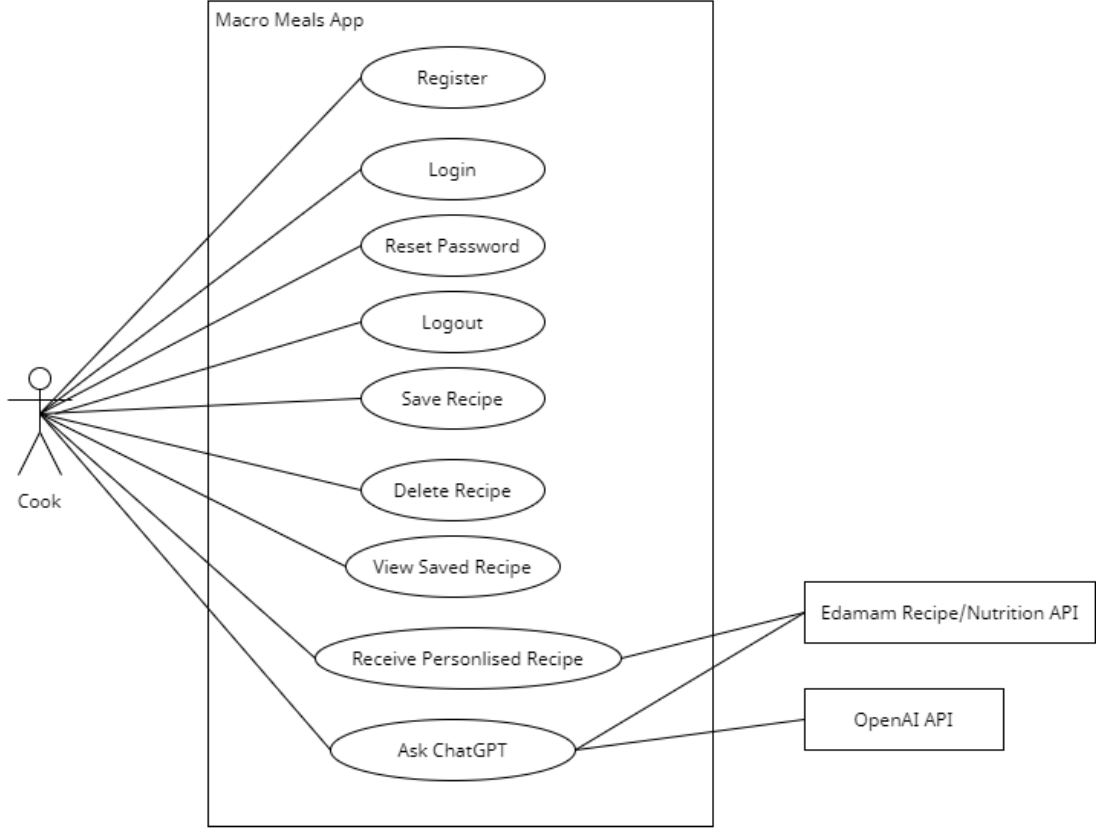 Macro Meals App
Register
Login
Reset Password
Logout
Save Recipe
Cook
Delete Recipe
View Saved Recipe
Edamam Recipe/Nutrition API
Receive Personlised Recipe
OpenAI API
Ask ChatGPT